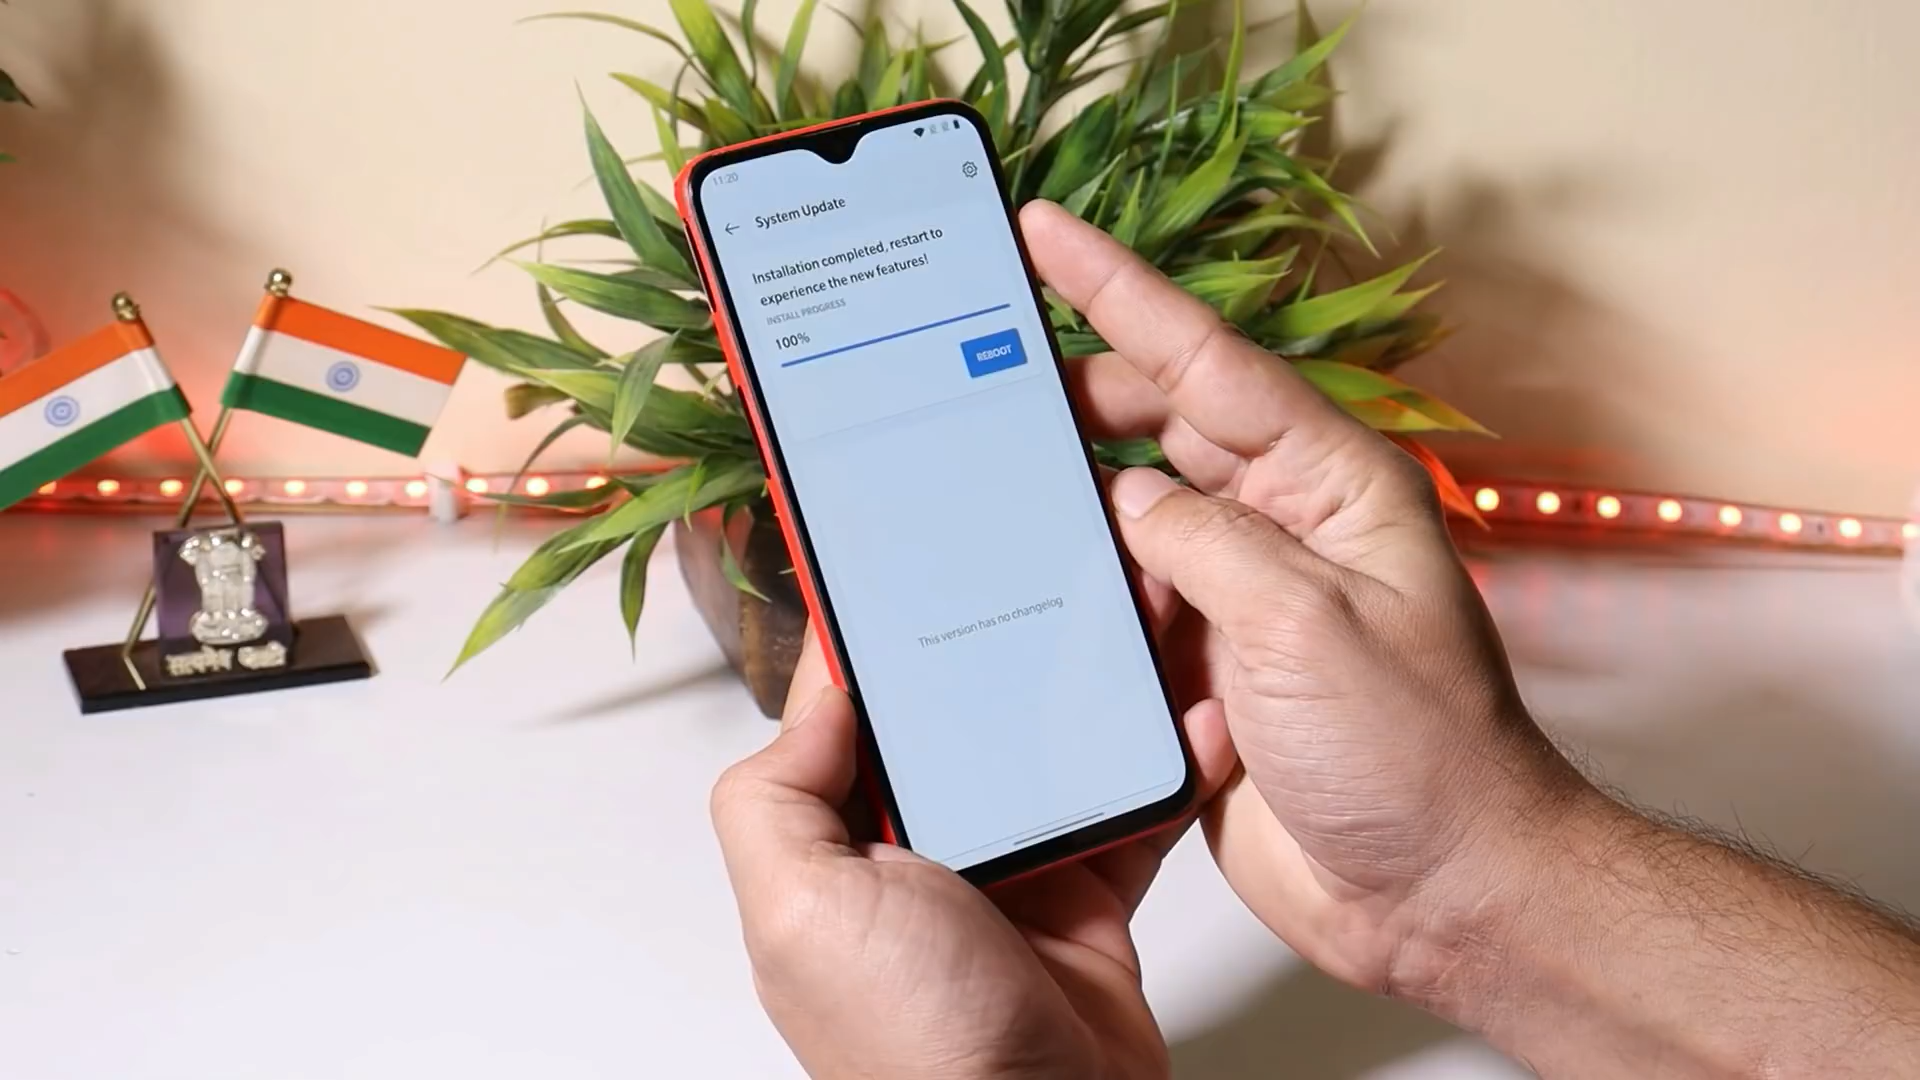 11:20
System Update
Installation completed, restart to
experience the new features!
INSTALL PROGRESS
100%
REBOOT
This version has no changelog